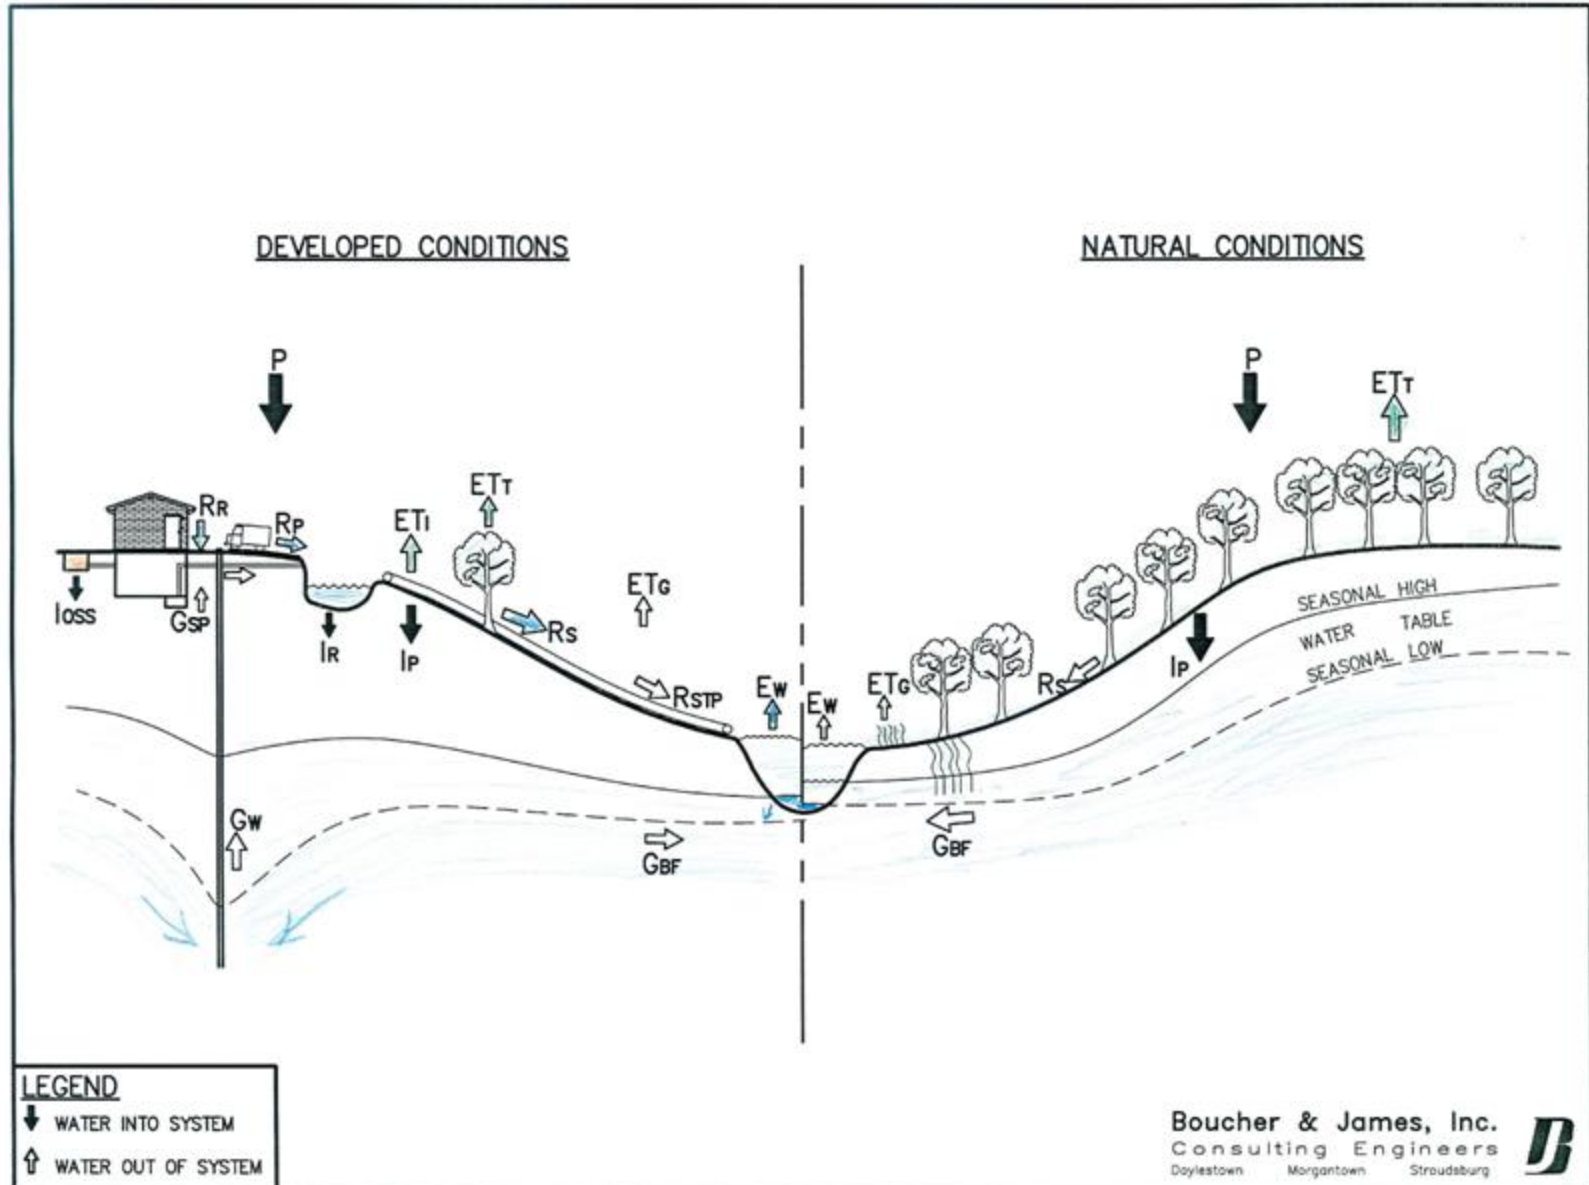 DEVELOPED CONDITIONS
NATURAL CONDITIONS
P
P
ETT
ETT
RR
RP
ETI
ETG
IOSS
GSP
IR
IP
RS
RSTP
EW
EW
ETG
RS
IP
SEASONAL HIGH
WATER TABLE
SEASONAL LOW
GW
GBF
GBF
LEGEND
WATER INTO SYSTEM
WATER OUT OF SYSTEM
Boucher & James, Inc.
Consulting Engineers
Doylestown Morgantown Stroudsburg